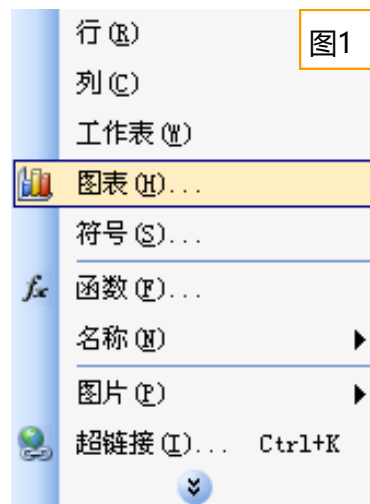 行(R)
图1
列(C)
工作表(W)
图表(H)...
符号(S)...
fx 函数(F)...
名称(N)
图片(P)
超链接(I)... Ctrl+K